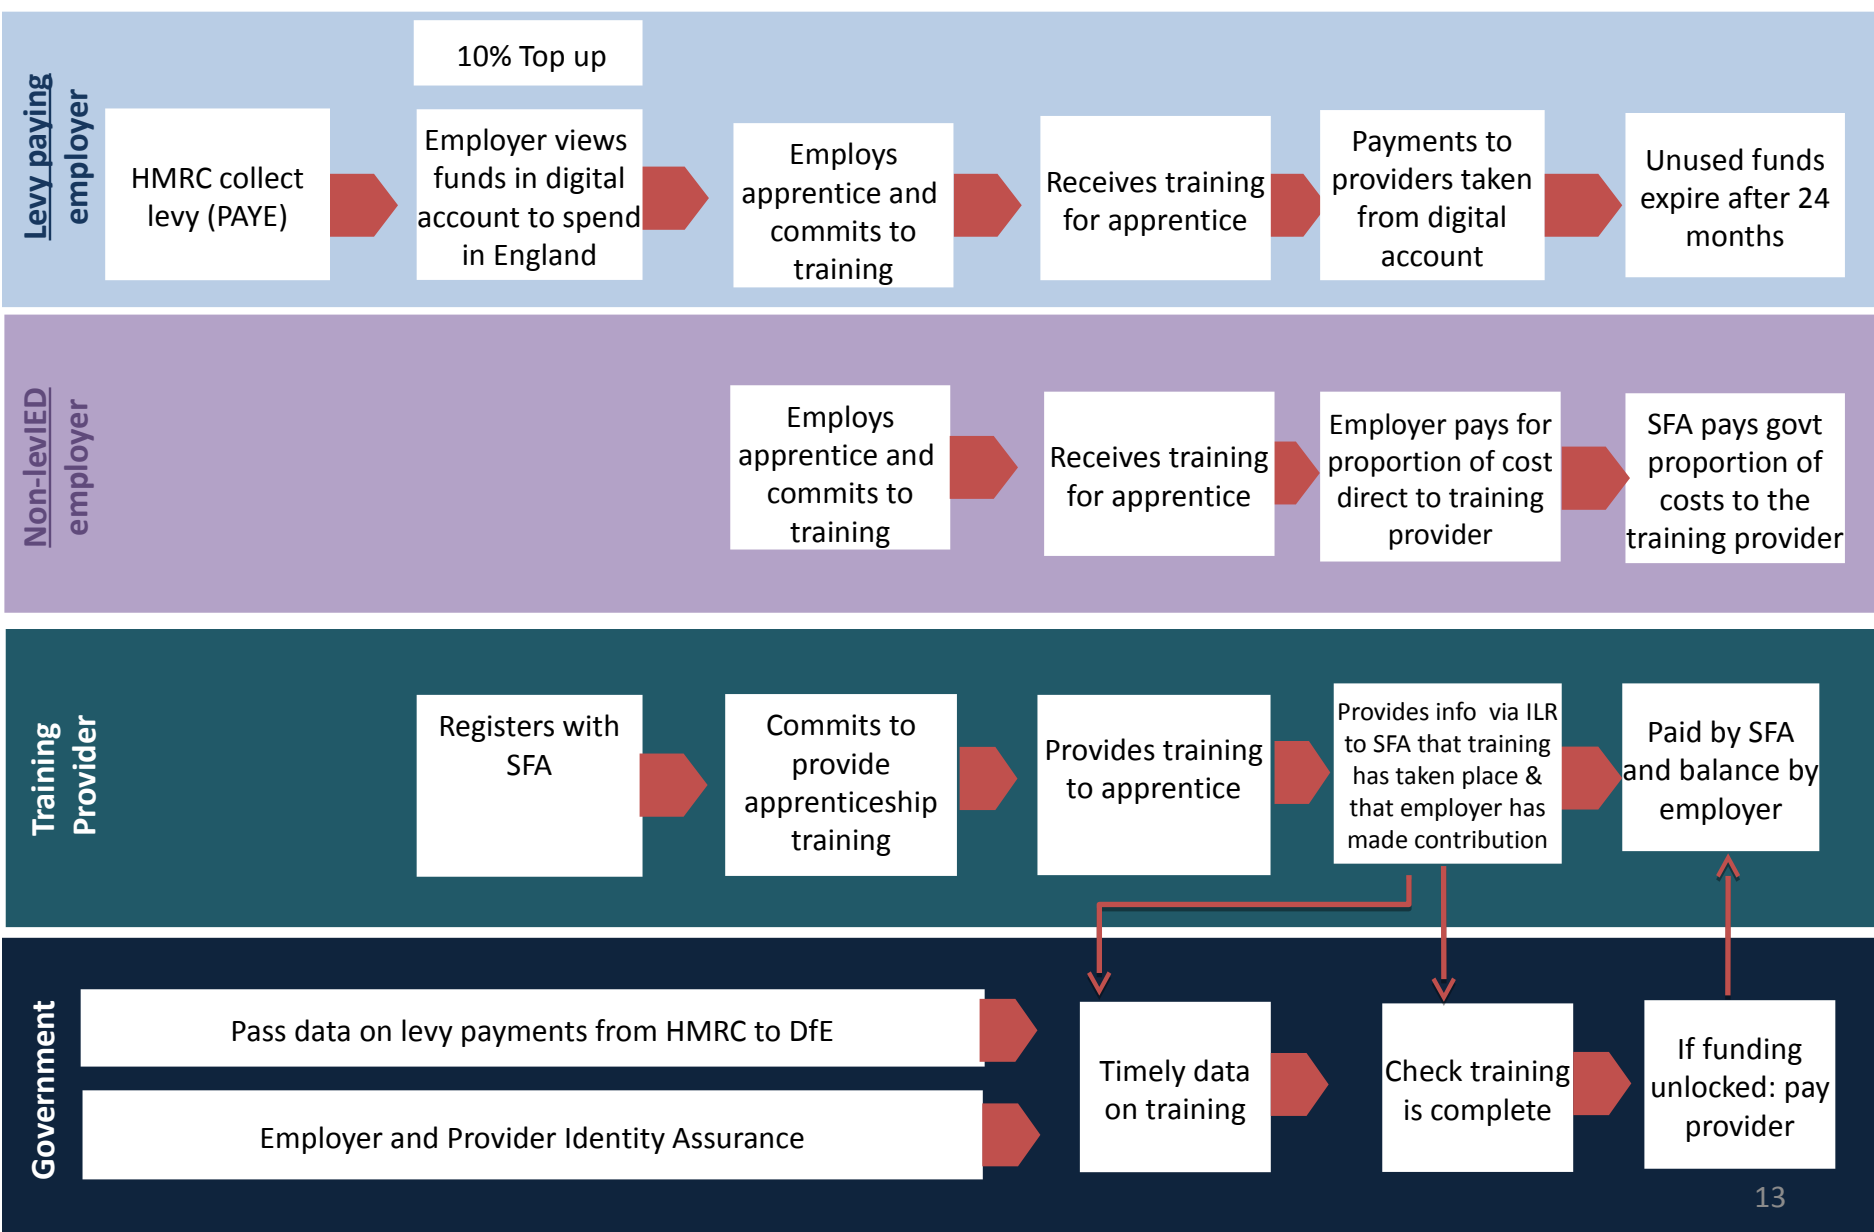 Levy paying
employer
10% Top up
HMRC collect
levy (PAYE)
Employer views
funds in digital
account to spend
in England
Employs
apprentice and
commits to
training
Receives training
for apprentice
Payments to
providers taken
from digital
account
Unused funds
expire after 24
months
Non-levIED
employer
Employs
apprentice and
commits to
training
Receives training
for apprentice
Employer pays for
proportion of cost
direct to training
provider
SFA pays govt
proportion of
costs to the
training provider
Training
Provider
Registers with
SFA
Commits to
provide
apprenticeship
training
Provides training
to apprentice
Provides info  via ILR
to SFA that training
has taken place &
that employer has
made contribution
Paid by SFA
and balance by
employer
Government
Pass data on levy payments from HMRC to DfE
Employer and Provider Identity Assurance
Timely data
on training
Check training
is complete
If funding
unlocked: pay
provider
13